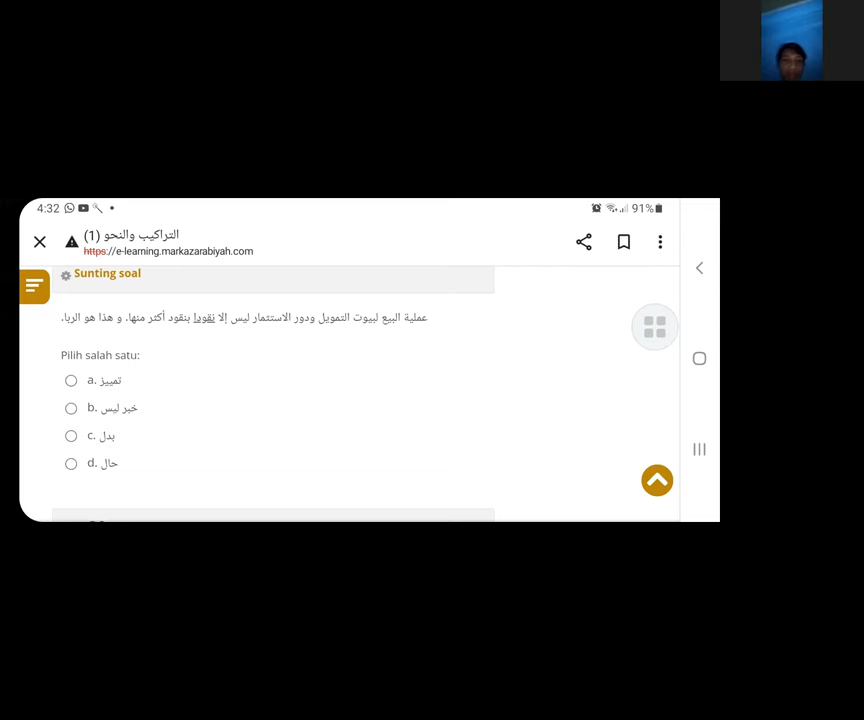 4:32
91%
التراكيب والنحو (1)
https://e-learning.markazarabiyah.com
Sunting soal
عملية البيع لبيوت التمويل ودور الاستثمار ليس إلا نقودا بنقود أكثر منها. و هذا هو الربا.
Pilih salah satu:
a. تمييز
b. خبر ليس
c. بدل
d. حال